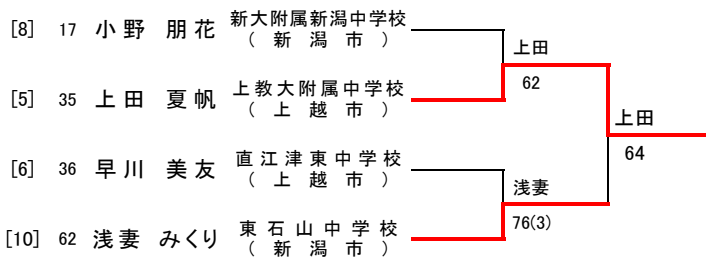 [8] 17 小野 朋花 新大附属新潟中学校
(新潟市)
上田
[5] 35 上田 夏帆 上教大附属中学校
(上越市)
62
上田
64
[6] 36 早川 美友 直江津東中学校
(上越市)
浅妻
[10] 62 浅妻 みくり 東石山中学校
(新潟市)
76(3)